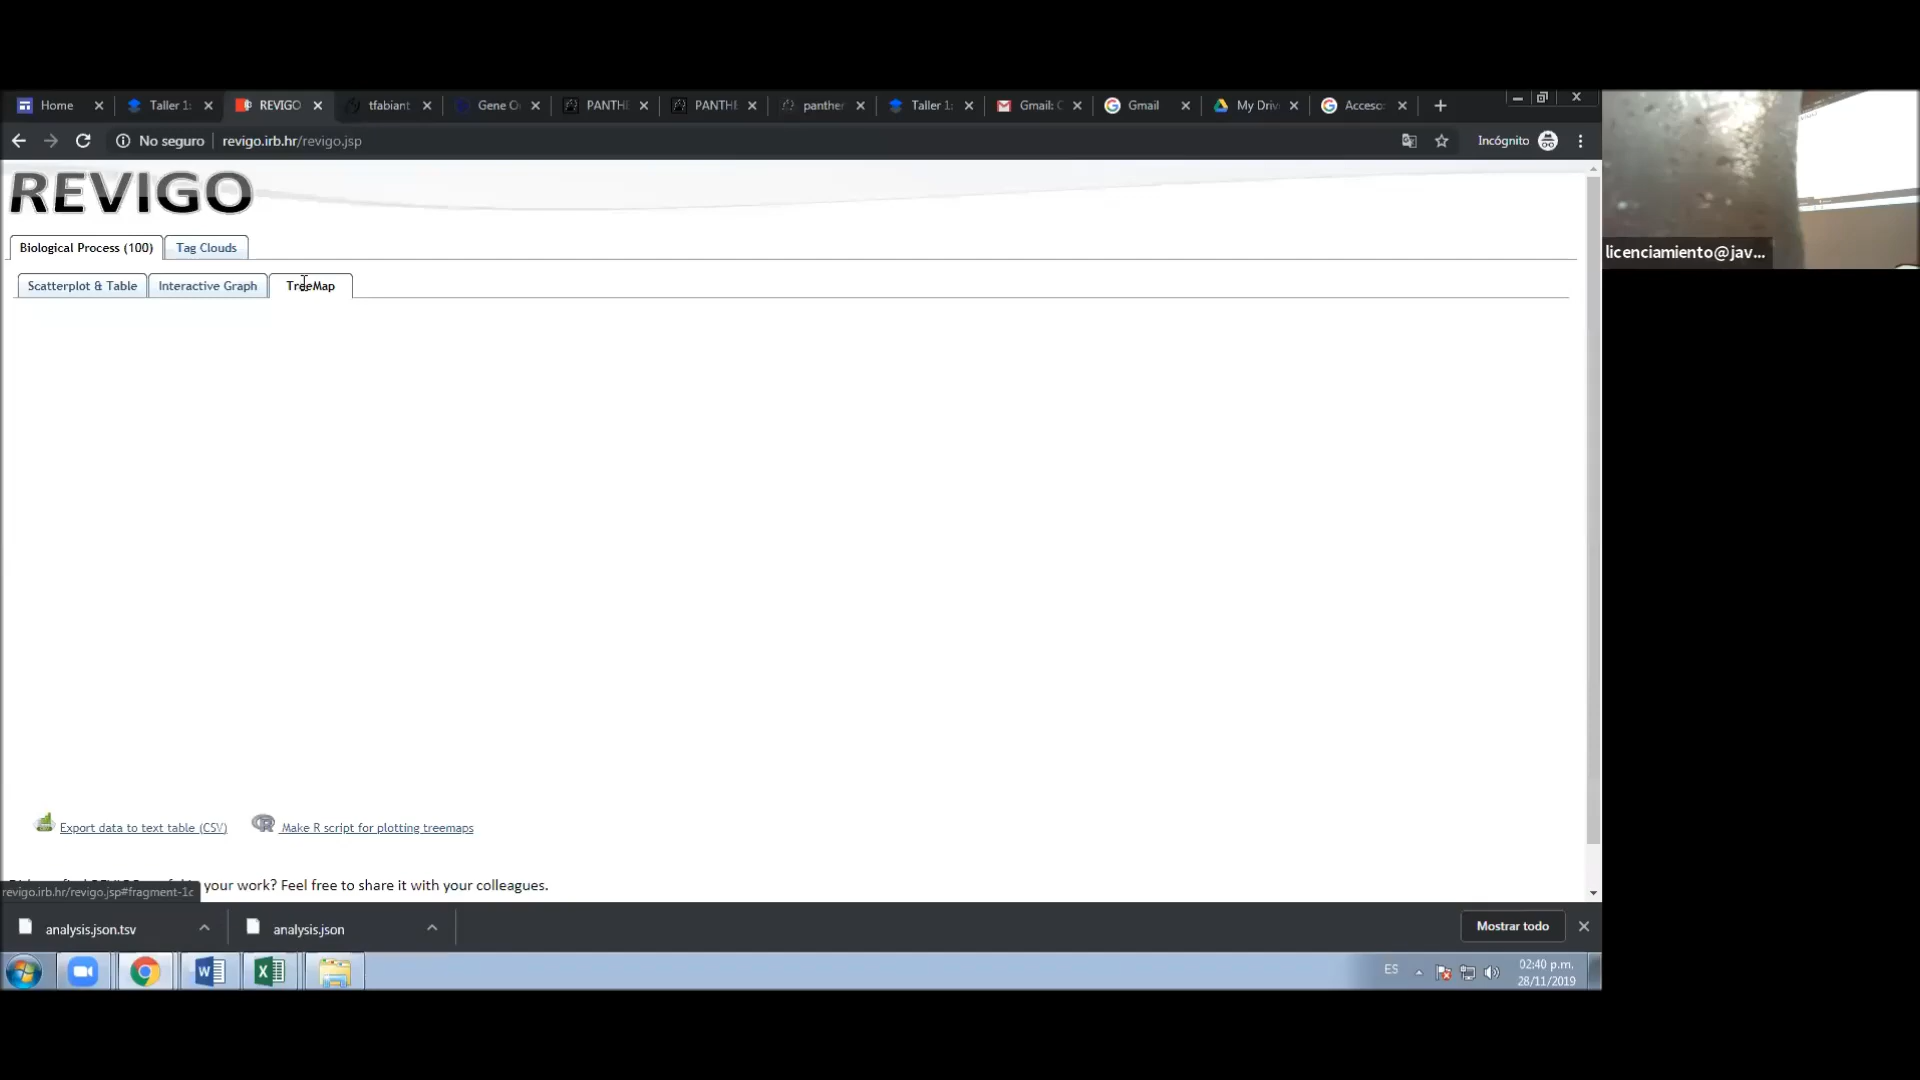 Home
Taller 1:
REVIGO
tfabiant
Gene O
PANTHE
PANTHE
panther
Taller 1:
Gmail: C
Gmail
My Driv
Acceso
No seguro
revigo.irb.hr/revigo.jsp
Incógnito
REVIGO
licenciamiento@jav...
Biological Process (100)
Tag Clouds
Scatterplot & Table
Interactive Graph
TreeMap
Export data to text table (CSV)
Make R script for plotting treemaps
your work? Feel free to share it with your colleagues.
revigo.irb.hr/revigo.jsp#fragment-1c
analysis.json.tsv
analysis.json
Mostrar todo
ES
02:40 p.m.
28/11/2019